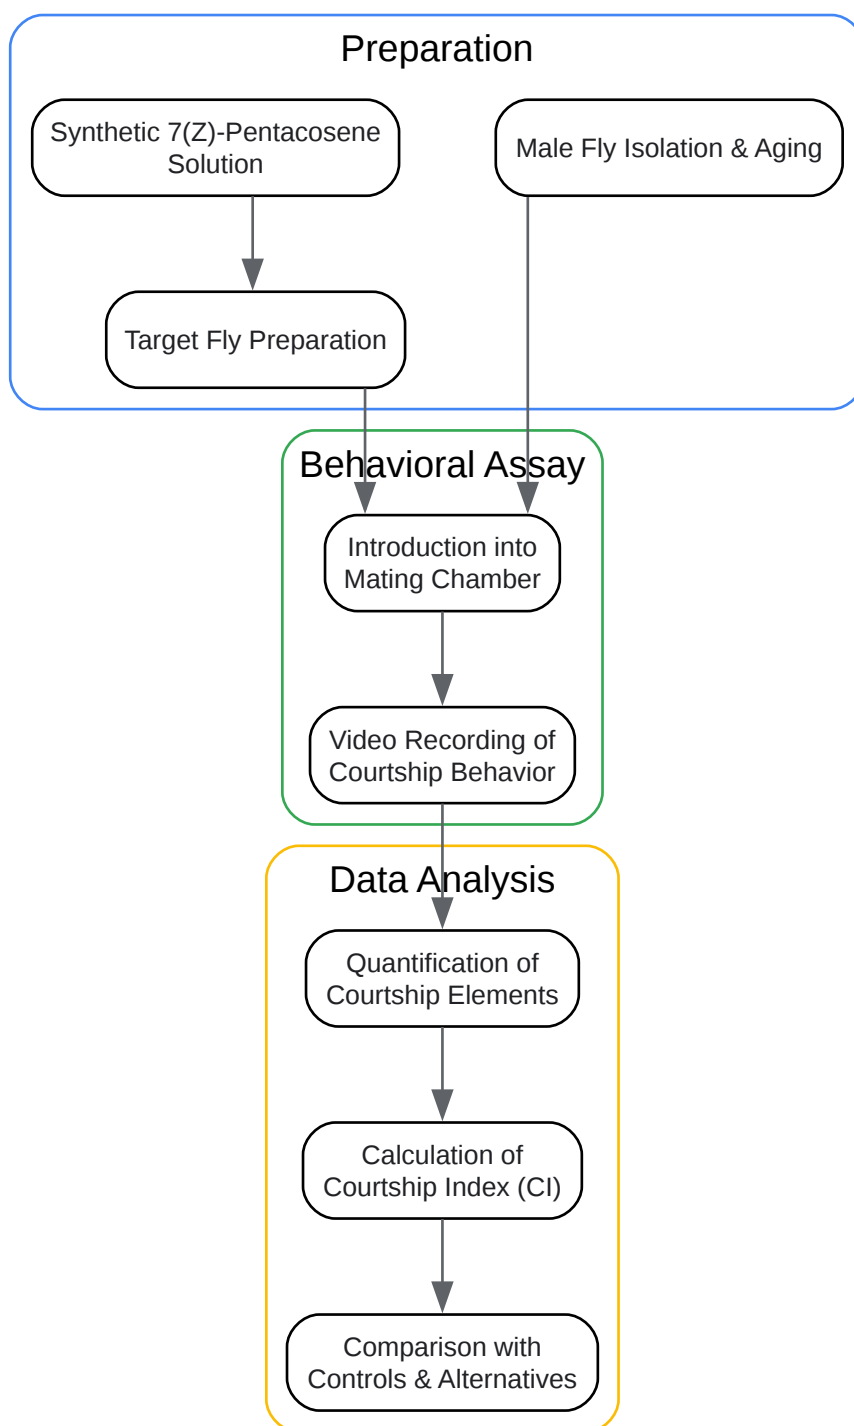 Preparation
Synthetic 7(Z)-Pentacosene
Solution
Male Fly Isolation & Aging
Target Fly Preparation
Behavioral Assay
Introduction into
Mating Chamber
Video Recording of
Courtship Behavior
Data Analysis
Quantification of
Courtship Elements
Calculation of
Courtship Index (CI)
Comparison with
Controls & Alternatives